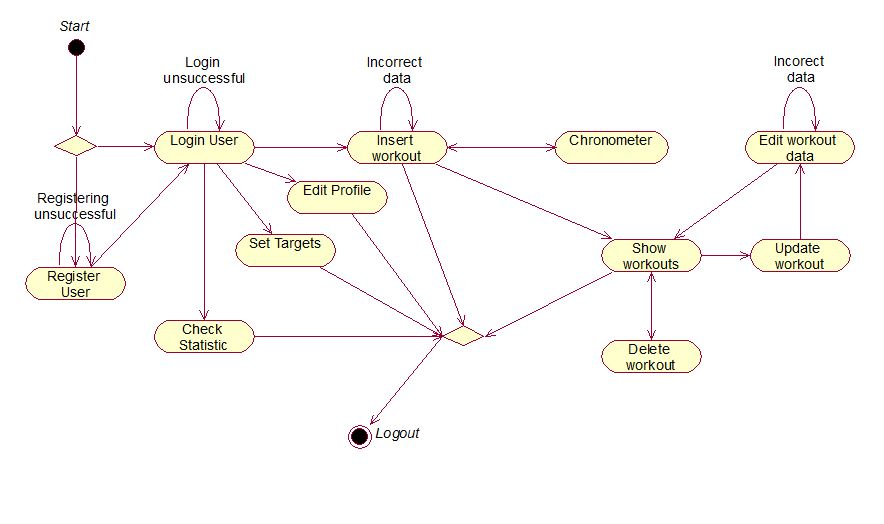 Start
Login
unsuccessful
Incorrect
data
Incorect
data
Login User
Insert
workout
Chronometer
Edit workout
data
Registering
unsuccessful
Edit Profile
Set Targets
Show
workouts
Update
workout
Register
User
Check
Statistic
Delete
workout
Logout